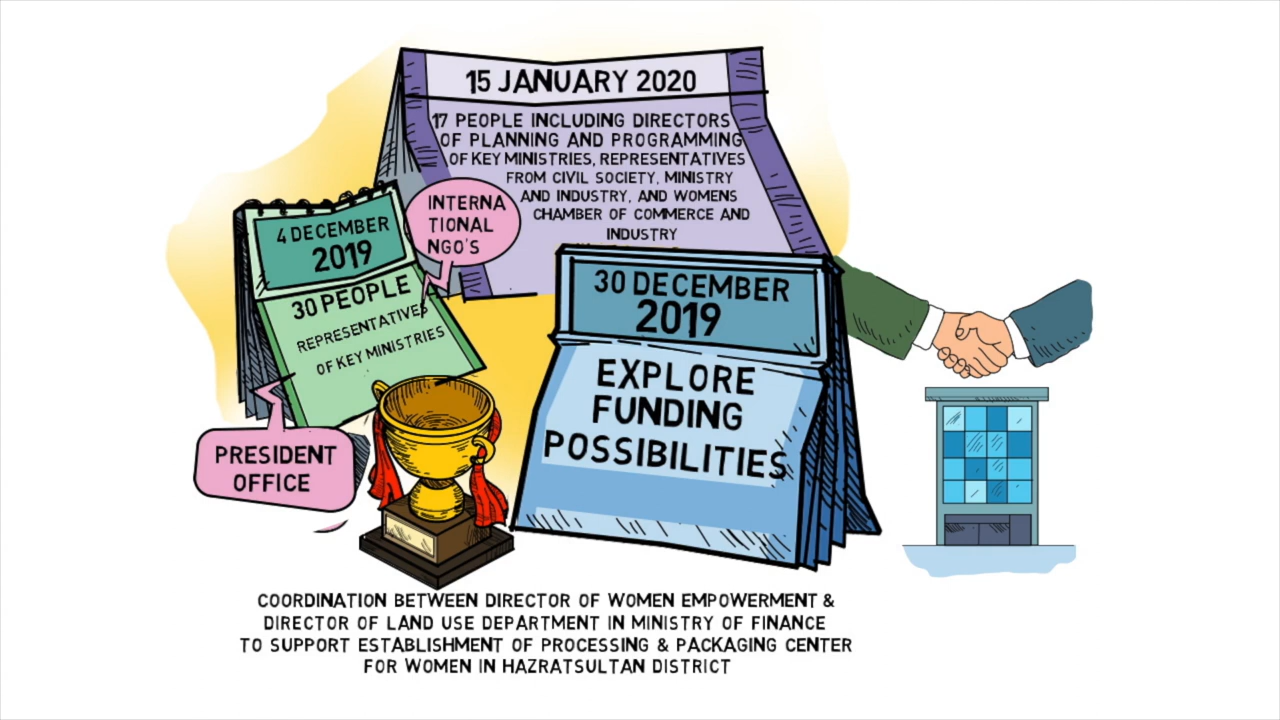 15 JANUARY 2020
17 PEOPLE INCLUDING DIRECTORS
OF PLANNING AND PROGRAMMING
OF KEY MINISTRIES, REPRESENTATIVES
FROM CIVIL SOCIETY, MINISTRY
AND INDUSTRY, AND WOMENS
CHAMBER OF COMMERCE AND
INDUSTRY
INTERNA
TIONAL
NGO'S
4 DECEMBER
2019
30 PEOPLE
REPRESENTATIVES
OF KEY MINISTRIES
PRESIDENT
OFFICE
30 DECEMBER
2019
EXPLORE
FUNDING
POSSIBILITIES
COORDINATION BETWEEN DIRECTOR OF WOMEN EMPOWERMENT &
DIRECTOR OF LAND USE DEPARTMENT IN MINISTRY OF FINANCE
TO SUPPORT ESTABLISHMENT OF PROCESSING & PACKAGING CENTER
FOR WOMEN IN HAZRATSULTAN DISTRICT